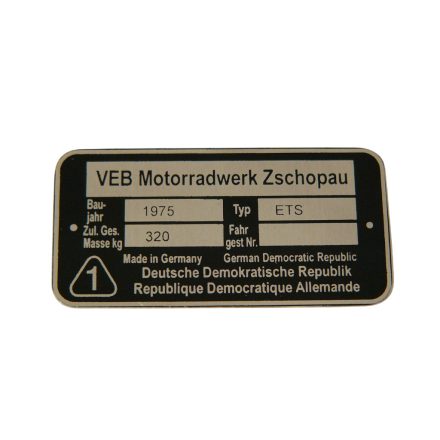 VEB Motorradwerk Zschopau
Bau-
jahr 1975 Typ ETS
Zul. Ges.
Masse kg 320 Fahr
gest Nr.
Made in Germany German Democratic Republic
1 Deutsche Demokratische Republik
Republique Democratique Allemande